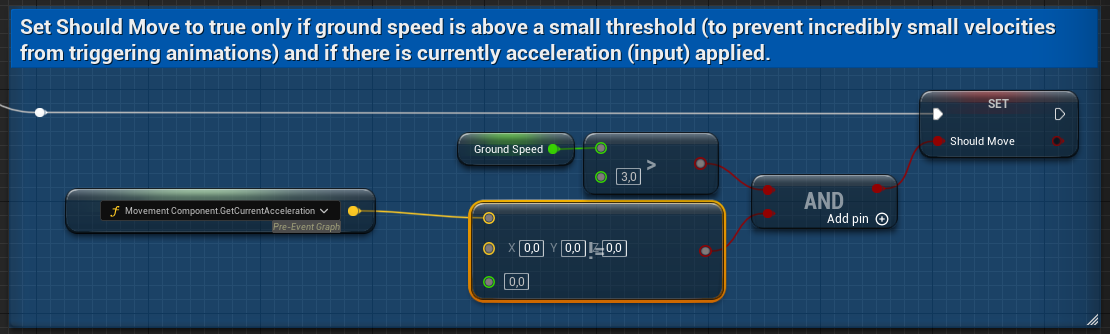 Set Should Move to true only if ground speed is above a small threshold (to prevent incredibly small velocities
from triggering animations) and if there is currently acceleration (input) applied.
SET
Should Move
Ground Speed
3,0
>
AND
Add pin
f Movement Component.GetCurrentAcceleration
Pre-Event Graph
X 0,0 Y 0,0 Z 0,0
!=
0,0